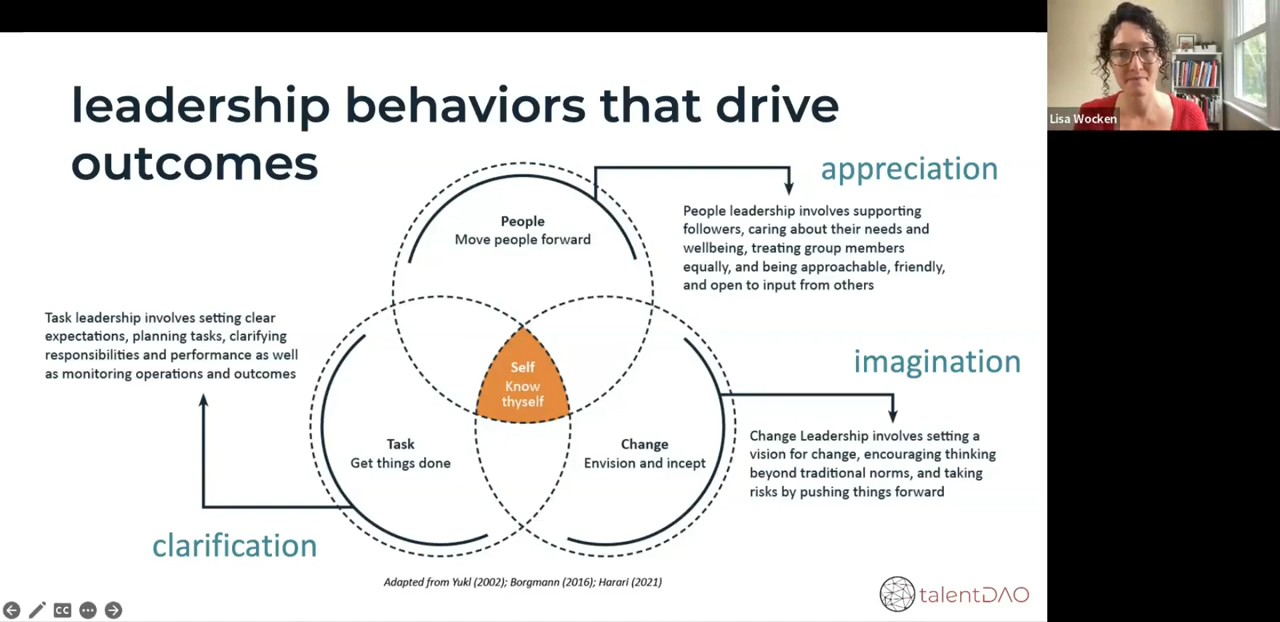 leadership behaviors that drive
outcomes
appreciation
People leadership involves supporting
followers, caring about their needs and
wellbeing, treating group members
equally, and being approachable, friendly,
and open to input from others
People
Move people forward
Task leadership involves setting clear
expectations, planning tasks, clarifying
responsibilities and performance as well
as monitoring operations and outcomes
Self
Know
thyself
imagination
Task
Get things done
Change
Envision and incept
Change Leadership involves setting a
vision for change, encouraging thinking
beyond traditional norms, and taking
risks by pushing things forward
clarification
Adapted from Yukl (2002); Borgmann (2016); Harari (2021)
talentDAO
CC
Lisa Wocken